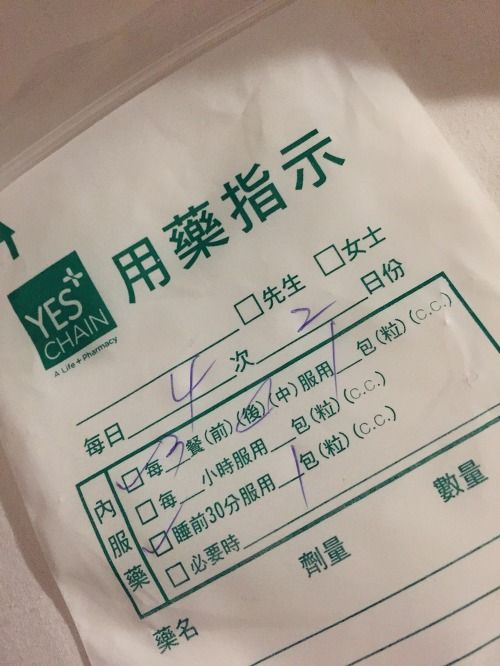 用藥指示
YES CHAIN
A Life + Pharmacy
□先生 □女士
每日 4 次 2 日份
內服藥
☑每 3 餐(前)(後)(中)服用 1 包(粒)(C.C.)
□每 小時服用 包(粒)(C.C.)
☑睡前30分服用 1 包(粒)(C.C.)
□必要時
藥名 劑量 數量